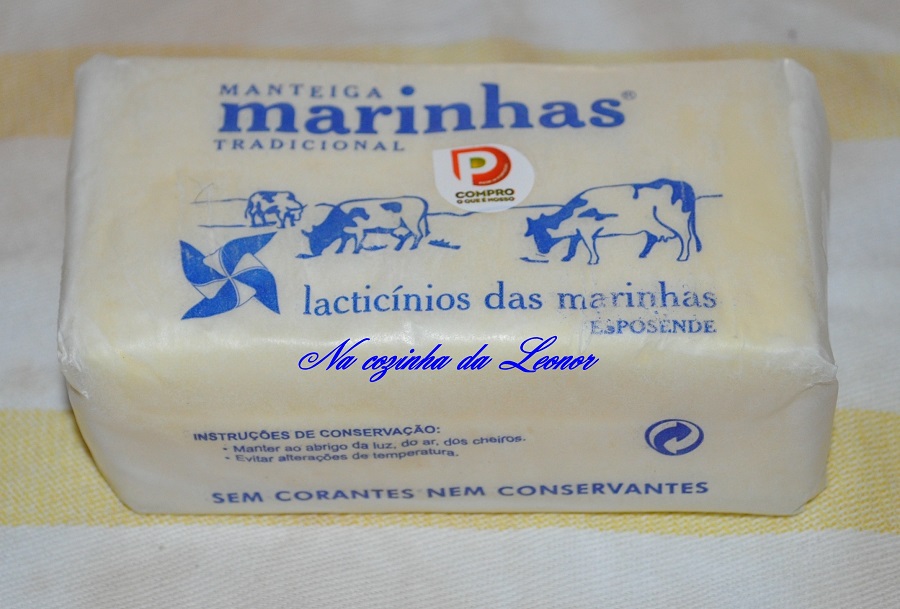 MANTEIGA
marinhas®
TRADICIONAL
COMPRO
O QUE É NOSSO
lacticínios das marinhas
ESPOSENDE
Na cozinha da Leonor
INSTRUÇÕES DE CONSERVAÇÃO:
• Manter ao abrigo da luz, do ar, dos cheiros.
• Evitar alterações de temperatura.
SEM CORANTES NEM CONSERVANTES